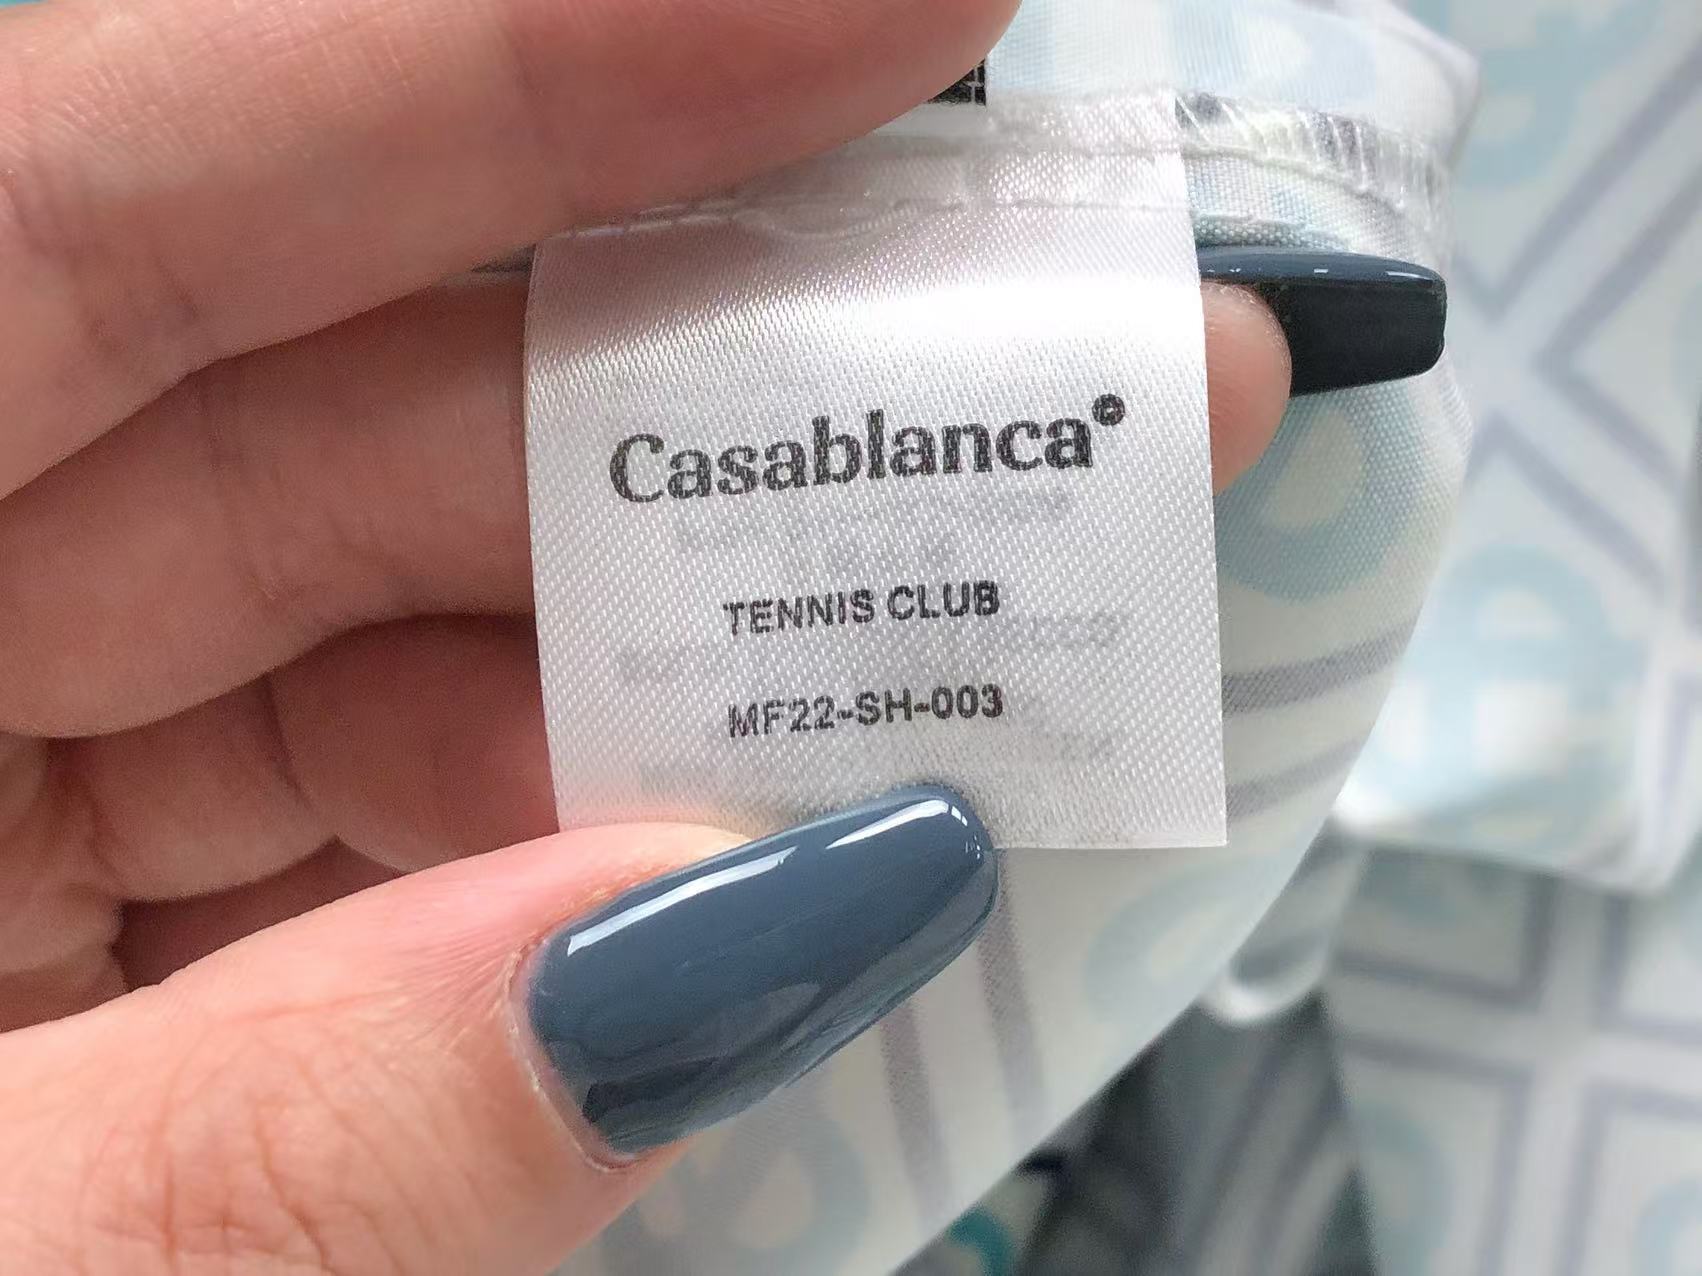 Casablanca®
TENNIS CLUB
MF22-SH-003